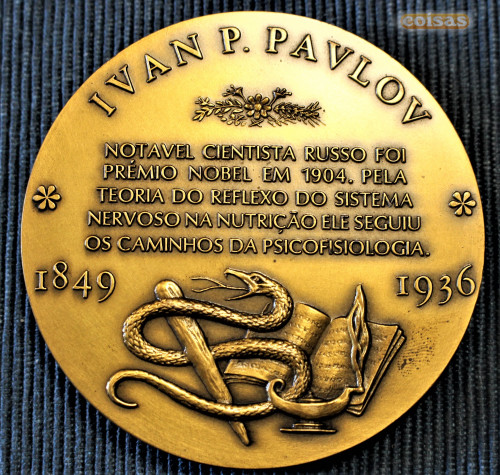 coisas
IVAN P. PAVLOV
NOTAVEL CIENTISTA RUSSO FOI
PRÉMIO NOBEL EM 1904. PELA
TEORIA DO REFLEXO DO SISTEMA
NERVOSO NA NUTRIÇÃO ELE SEGUIU
OS CAMINHOS DA PSICOFISIOLOGIA.
1849 1936